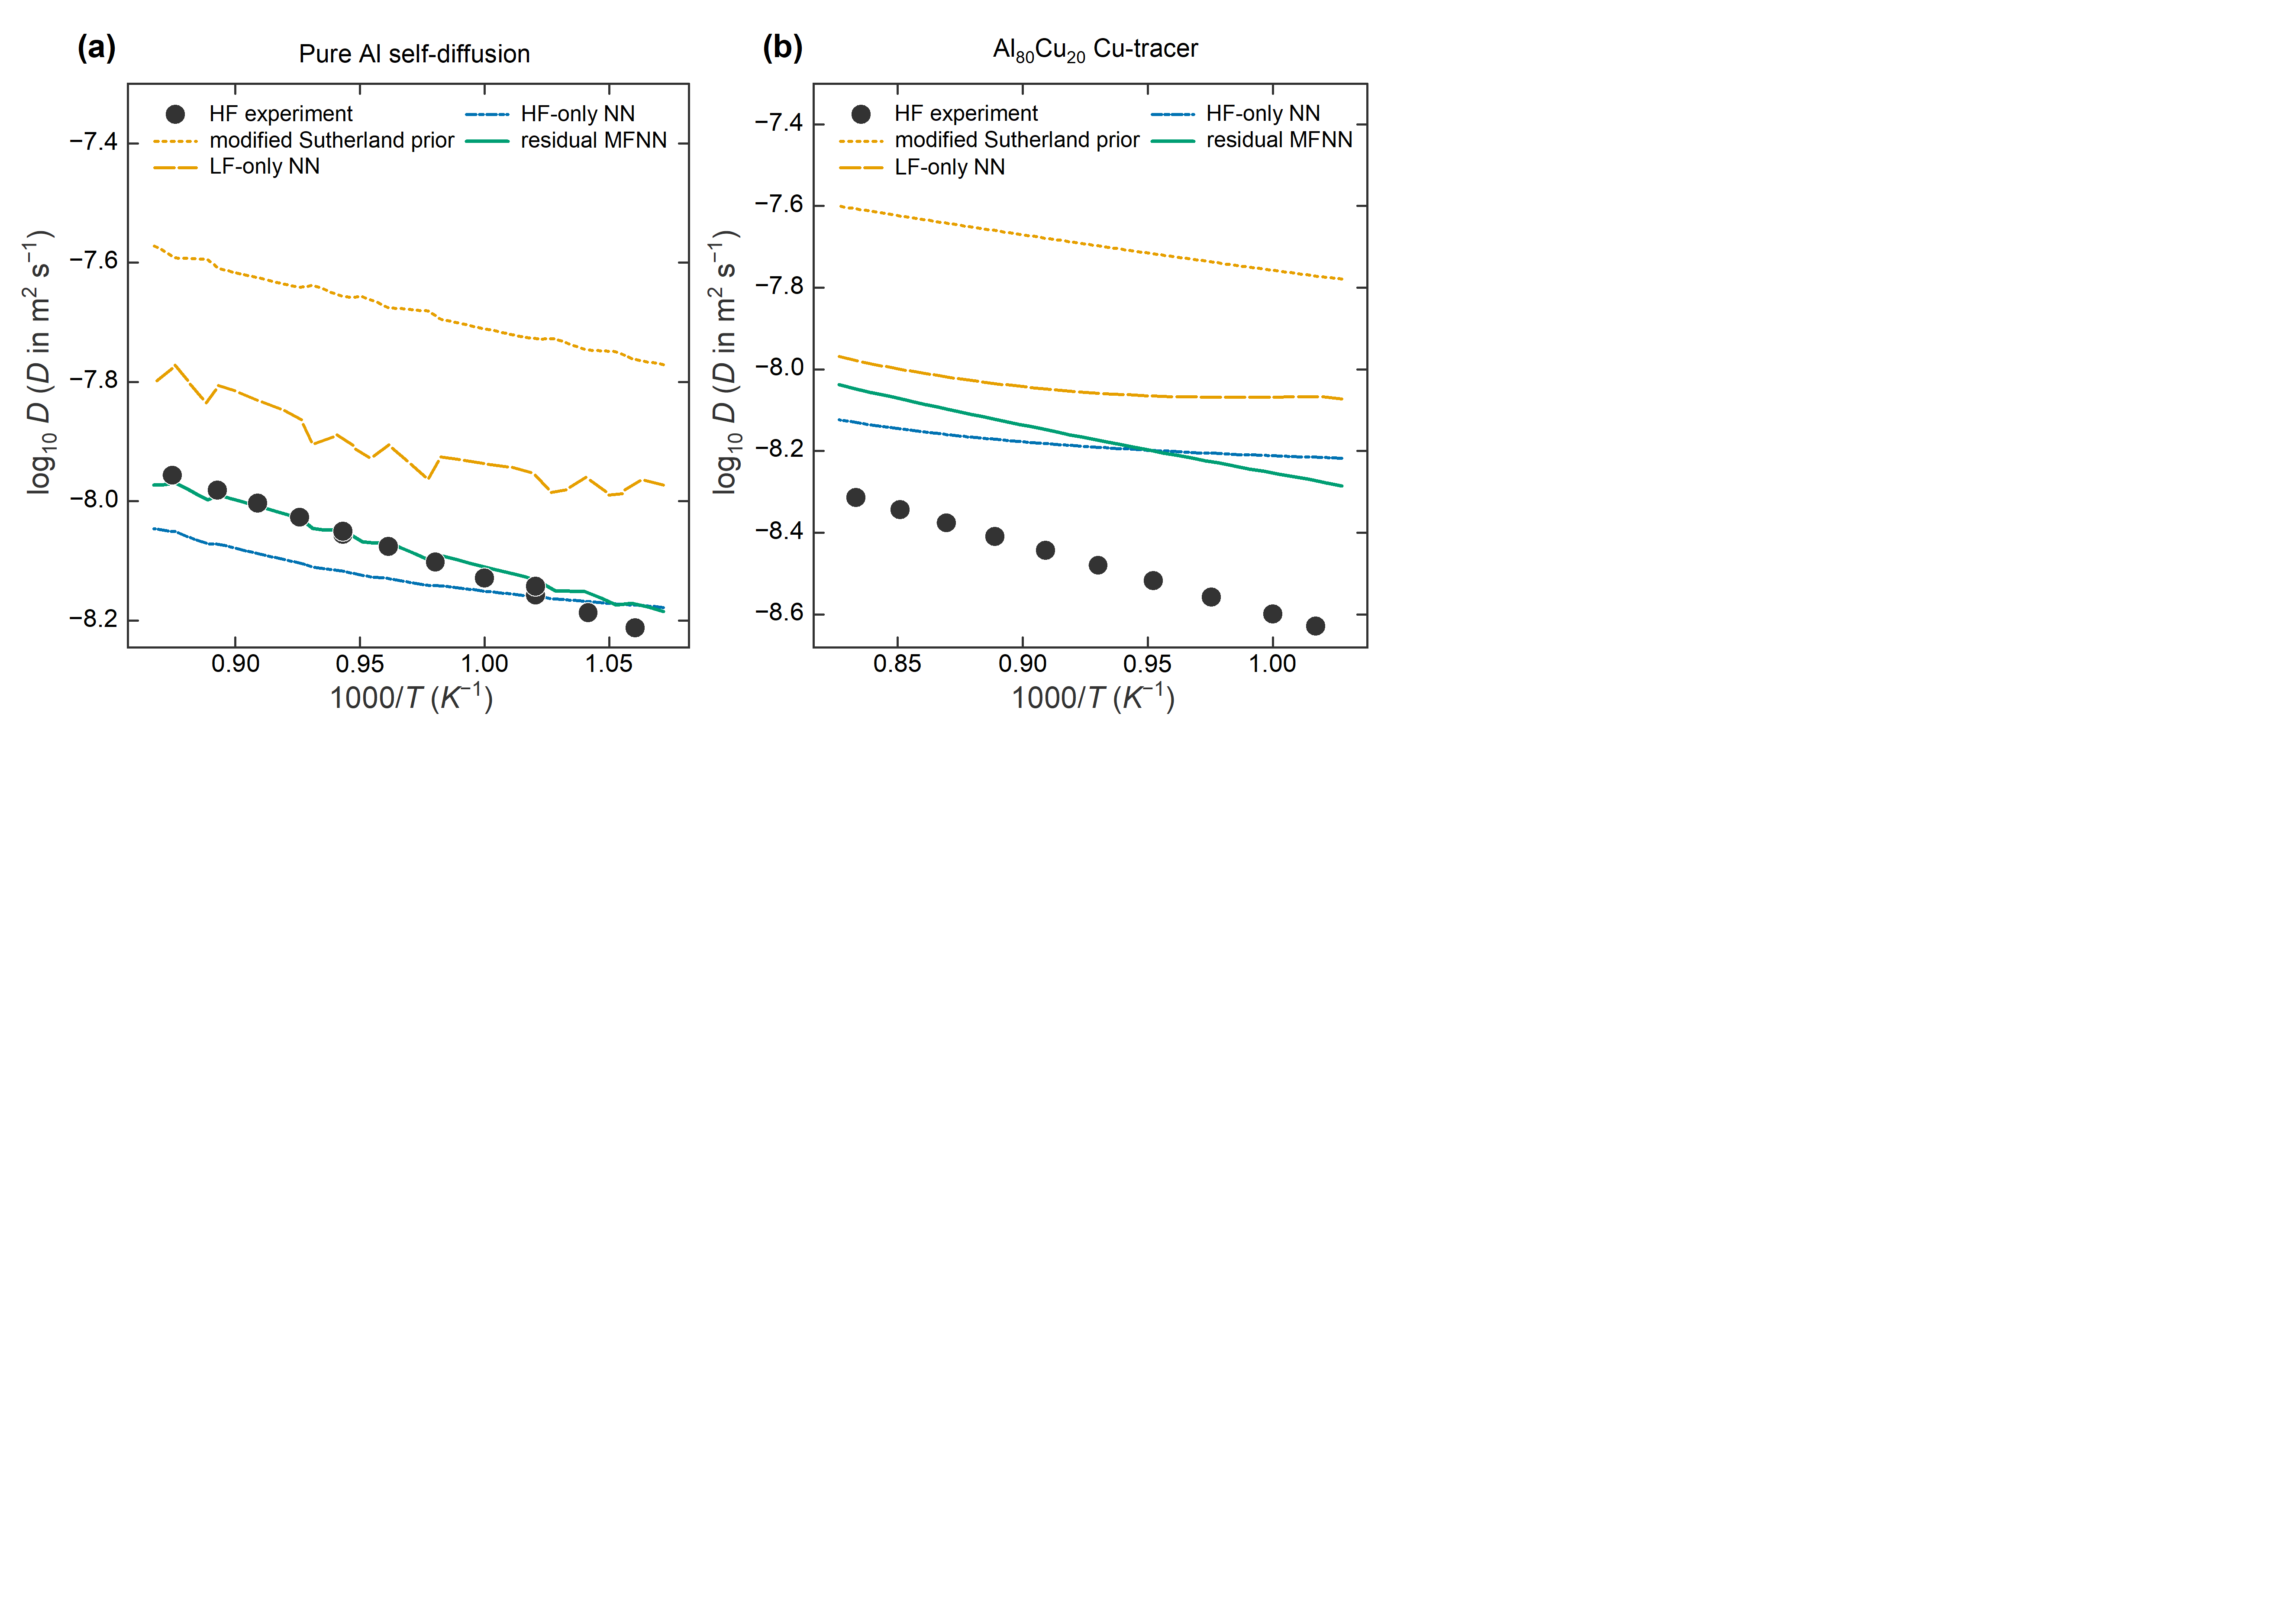 (a)
Pure Al self-diffusion
HF experiment
modified Sutherland prior
LF-only NN
HF-only NN
residual MFNN
−7.4
−7.6
−7.8
−8.0
−8.2
log₁₀ D (D in m² s⁻¹)
0.90 0.95 1.00 1.05
1000/T (K⁻¹)
(b)
Al₈₀Cu₂₀ Cu-tracer
HF experiment
modified Sutherland prior
LF-only NN
HF-only NN
residual MFNN
−7.4
−7.6
−7.8
−8.0
−8.2
−8.4
−8.6
log₁₀ D (D in m² s⁻¹)
0.85 0.90 0.95 1.00
1000/T (K⁻¹)